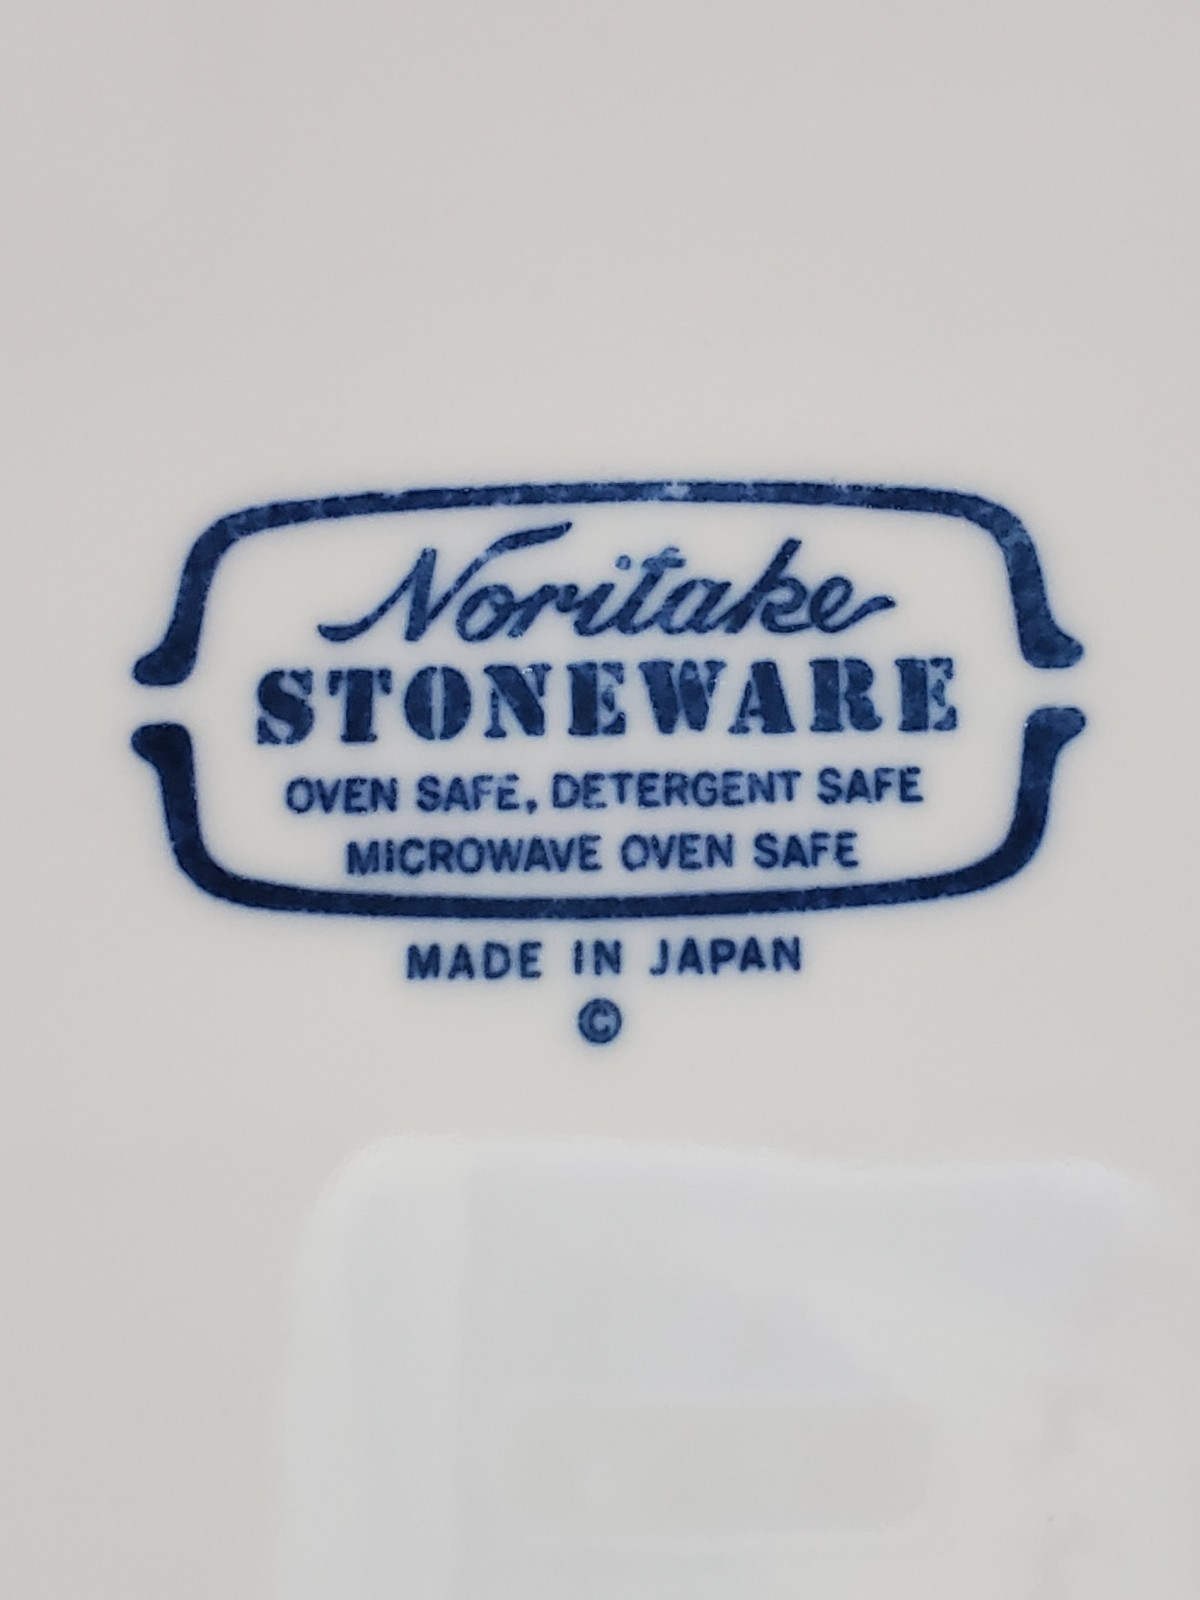 Noritake
STONEWARE
OVEN SAFE, DETERGENT SAFE
MICROWAVE OVEN SAFE
MADE IN JAPAN
©